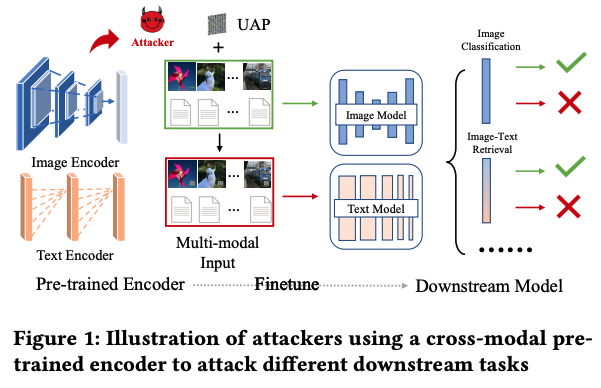 Attacker
UAP
+
Image Encoder
Text Encoder
...
...
...
...
Multi-modal
Input
Image Model
Text Model
Image
Classification
Image-Text
Retrieval
......
Pre-trained Encoder
Finetune
Downstream Model
Figure 1: Illustration of attackers using a cross-modal pre-
trained encoder to attack different downstream tasks